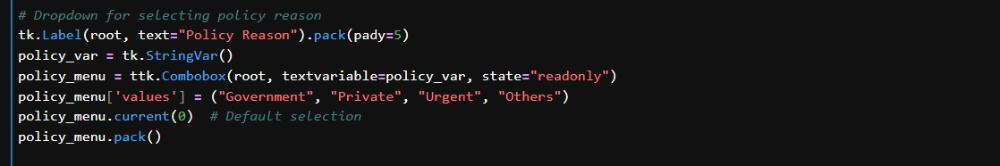 # Dropdown for selecting policy reason
tk.Label(root, text="Policy Reason").pack(pady=5)
policy_var = tk.StringVar()
policy_menu = ttk.Combobox(root, textvariable=policy_var, state="readonly")
policy_menu['values'] = ("Government", "Private", "Urgent", "Others")
policy_menu.current(0)  # Default selection
policy_menu.pack()